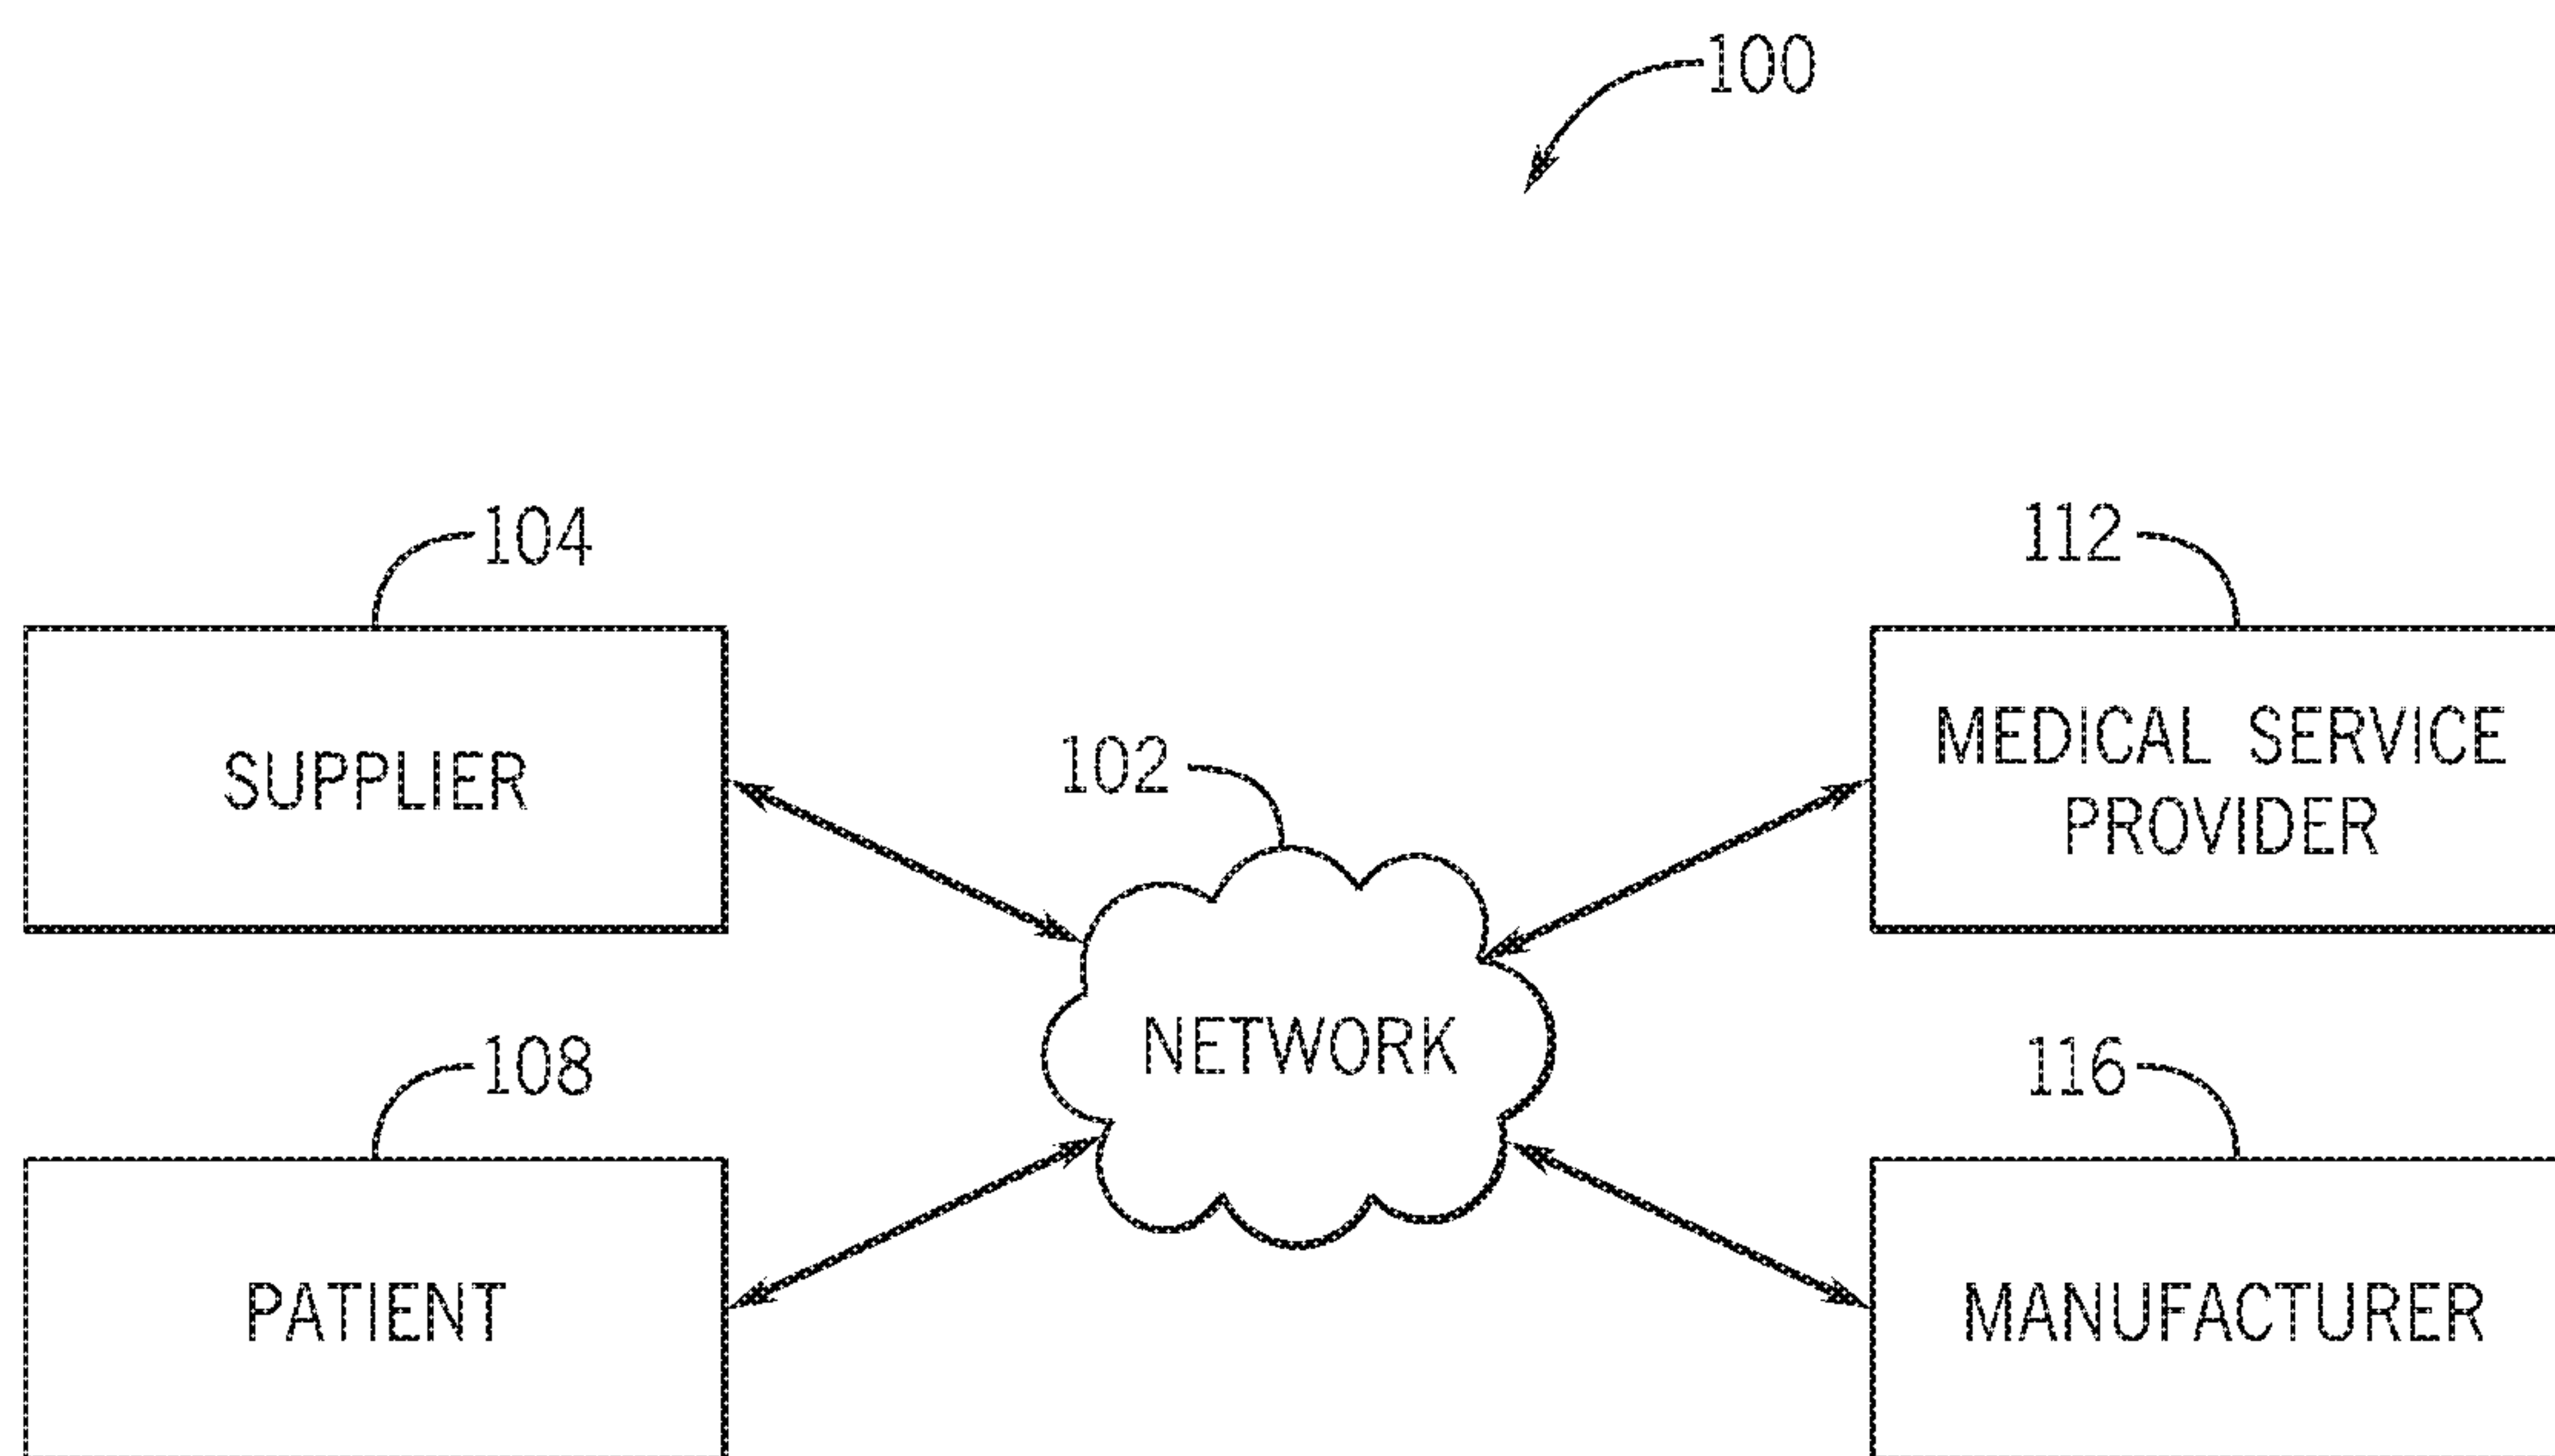 100
104
112
SUPPLIER
MEDICAL SERVICE
PROVIDER
102
NETWORK
108
116
PATIENT
MANUFACTURER